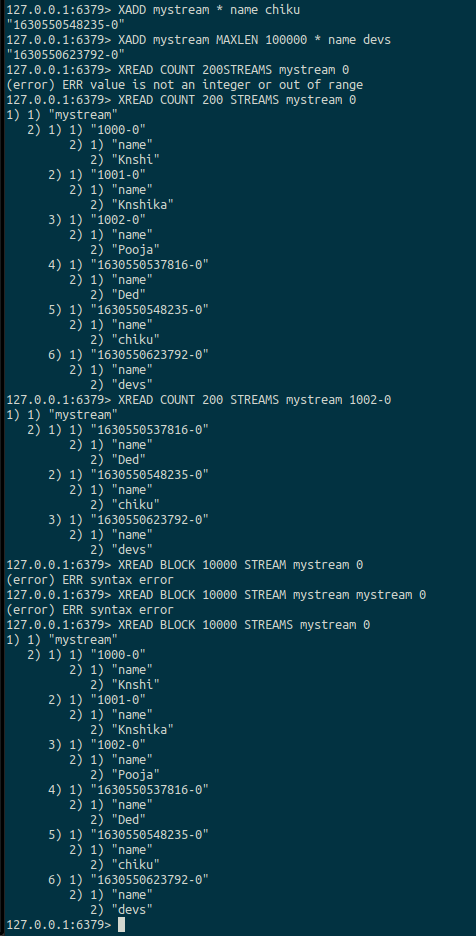 127.0.0.1:6379> XADD mystream * name chiku
"1630550548235-0"
127.0.0.1:6379> XADD mystream MAXLEN 100000 * name devs
"1630550623792-0"
127.0.0.1:6379> XREAD COUNT 200STREAMS mystream 0
(error) ERR value is not an integer or out of range
127.0.0.1:6379> XREAD COUNT 200 STREAMS mystream 0
1) 1) "mystream"
   2) 1) 1) "1000-0"
         2) 1) "name"
            2) "Knshi"
      2) 1) "1001-0"
         2) 1) "name"
            2) "Knshika"
      3) 1) "1002-0"
         2) 1) "name"
            2) "Pooja"
      4) 1) "1630550537816-0"
         2) 1) "name"
            2) "Ded"
      5) 1) "1630550548235-0"
         2) 1) "name"
            2) "chiku"
      6) 1) "1630550623792-0"
         2) 1) "name"
            2) "devs"
127.0.0.1:6379> XREAD COUNT 200 STREAMS mystream 1002-0
1) 1) "mystream"
   2) 1) 1) "1630550537816-0"
         2) 1) "name"
            2) "Ded"
      2) 1) "1630550548235-0"
         2) 1) "name"
            2) "chiku"
      3) 1) "1630550623792-0"
         2) 1) "name"
            2) "devs"
127.0.0.1:6379> XREAD BLOCK 10000 STREAM mystream 0
(error) ERR syntax error
127.0.0.1:6379> XREAD BLOCK 10000 STREAM mystream mystream 0
(error) ERR syntax error
127.0.0.1:6379> XREAD BLOCK 10000 STREAMS mystream 0
1) 1) "mystream"
   2) 1) 1) "1000-0"
         2) 1) "name"
            2) "Knshi"
      2) 1) "1001-0"
         2) 1) "name"
            2) "Knshika"
      3) 1) "1002-0"
         2) 1) "name"
            2) "Pooja"
      4) 1) "1630550537816-0"
         2) 1) "name"
            2) "Ded"
      5) 1) "1630550548235-0"
         2) 1) "name"
            2) "chiku"
      6) 1) "1630550623792-0"
         2) 1) "name"
            2) "devs"
127.0.0.1:6379>